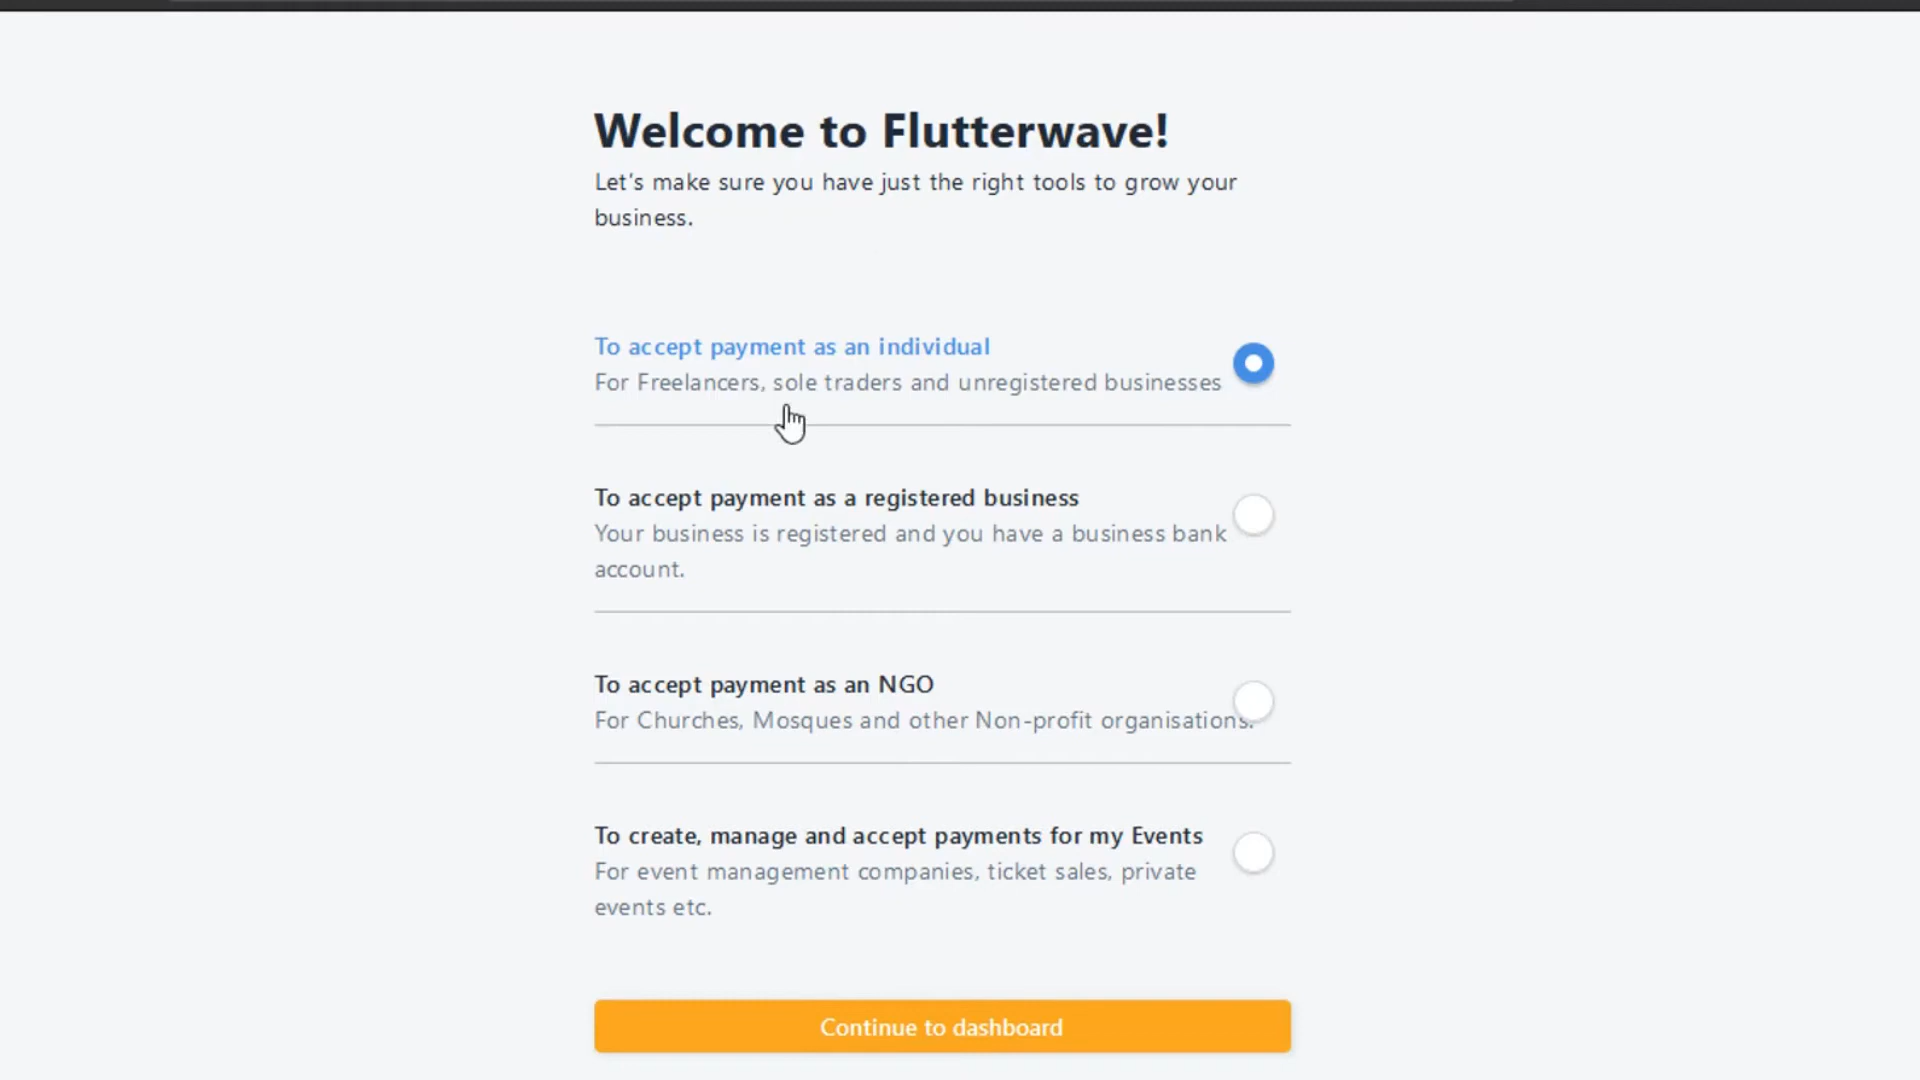 Welcome to Flutterwave!
Let's make sure you have just the right tools to grow your
business.
To accept payment as an individual
For Freelancers, sole traders and unregistered businesses
To accept payment as a registered business
Your business is registered and you have a business bank
account.
To accept payment as an NGO
For Churches, Mosques and other Non-profit organisations.
To create, manage and accept payments for my Events
For event management companies, ticket sales, private
events etc.
Continue to dashboard